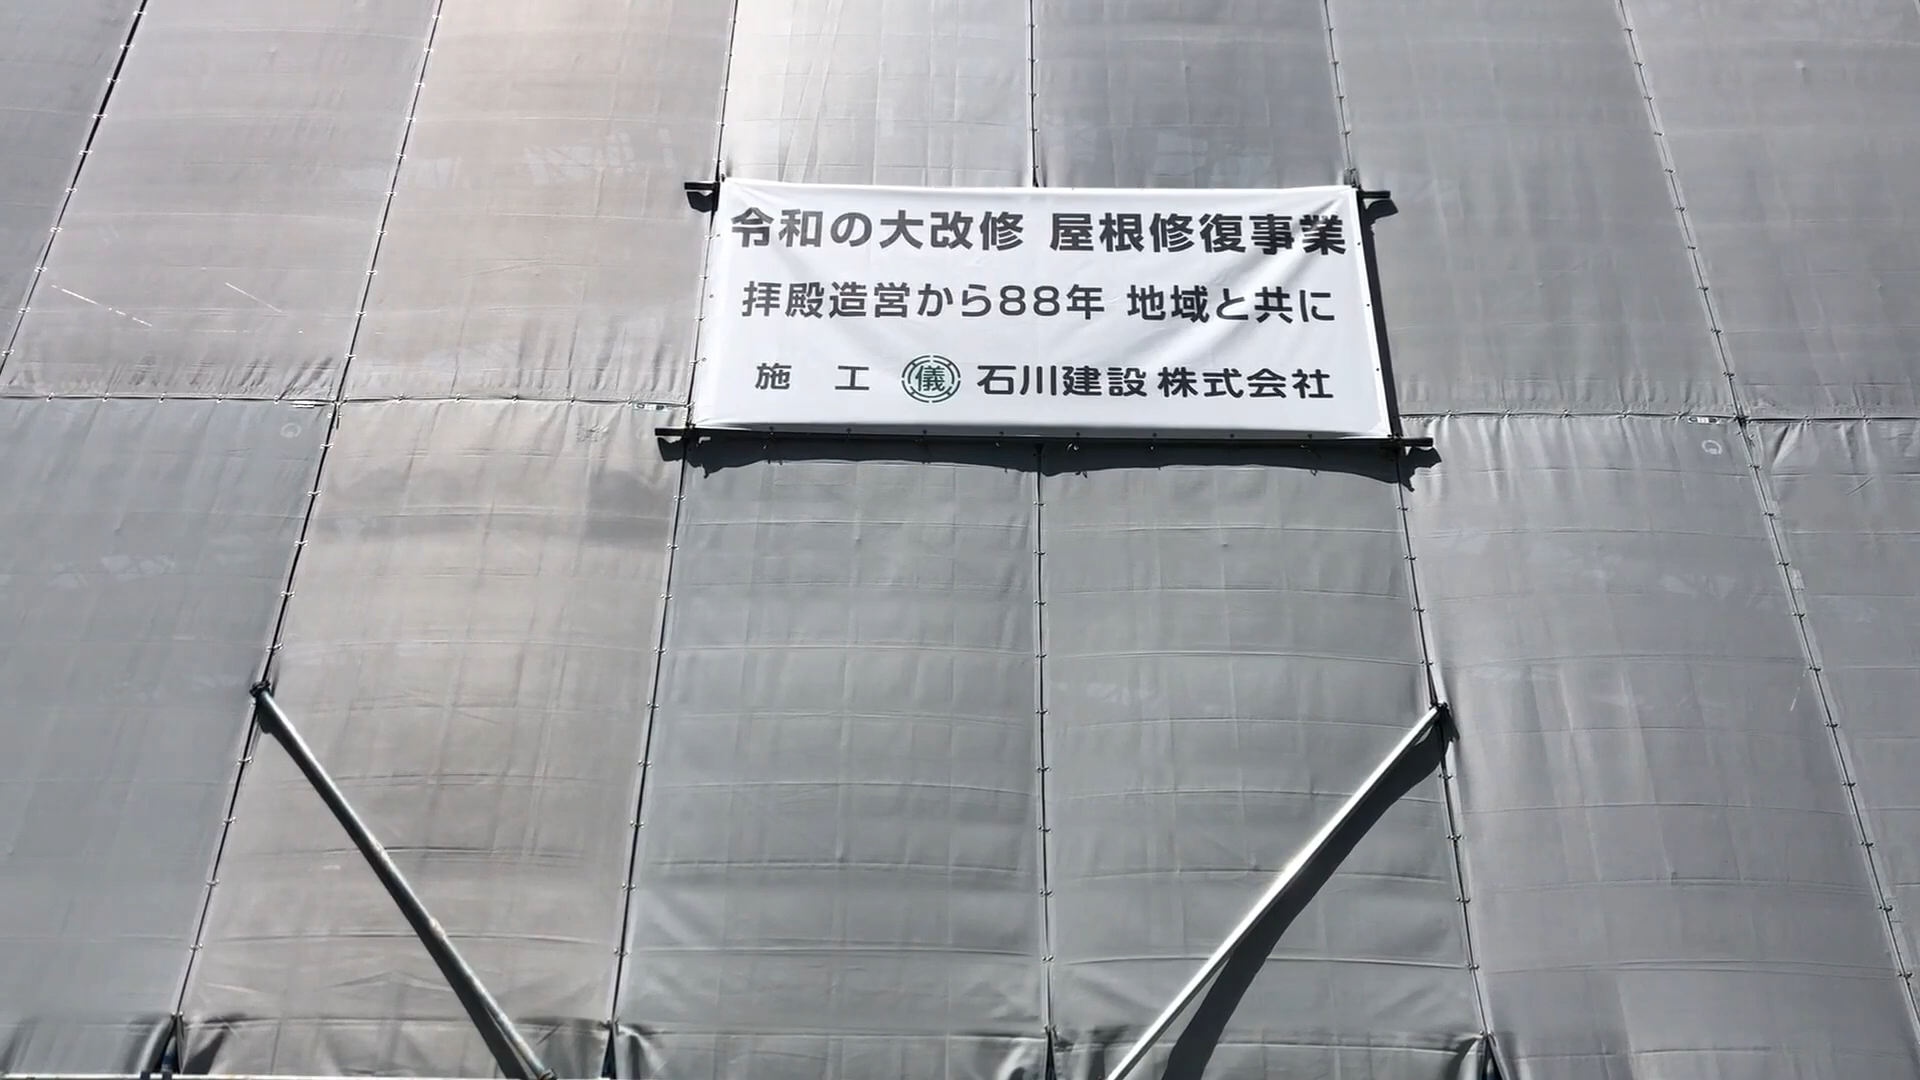 令和の大改修 屋根修復事業
拝殿造営から88年 地域と共に
施 工 儀 石川建設株式会社